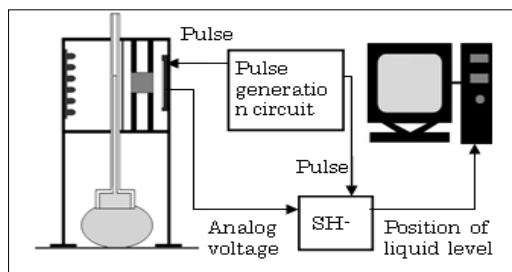 Pulse
Pulse
generatio
n circuit
Pulse
SH-
Analog
voltage
Position of
liquid level